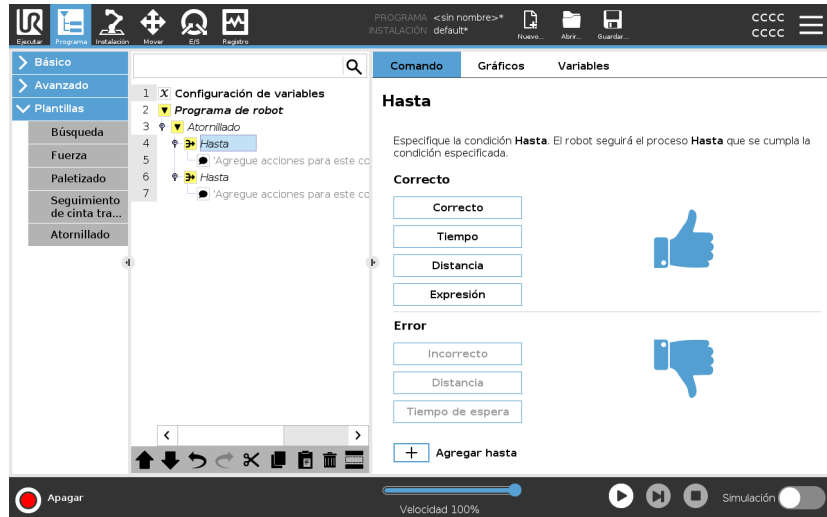 UR
Ejecutar
Programa
Instalación
Mover
E/S
Registro
PROGRAMA <sin nombre>*
INSTALACIÓN default*
Nuevo...
Abrir...
Guardar...
CCCC
CCCC
Básico
Avanzado
Plantillas
Búsqueda
Fuerza
Paletizado
Seguimiento
de cinta tra...
Atornillado
1 X Configuración de variables
2 Programa de robot
3 Atornillado
4 Hasta
5 'Agregue acciones para este co
6 Hasta
7 'Agregue acciones para este co
Comando
Gráficos
Variables
Hasta
Especifique la condición Hasta. El robot seguirá el proceso Hasta que se cumpla la
condición especificada.
Correcto
Correcto
Tiempo
Distancia
Expresión
Error
Incorrecto
Distancia
Tiempo de espera
+ Agregar hasta
Apagar
Velocidad 100%
Simulación